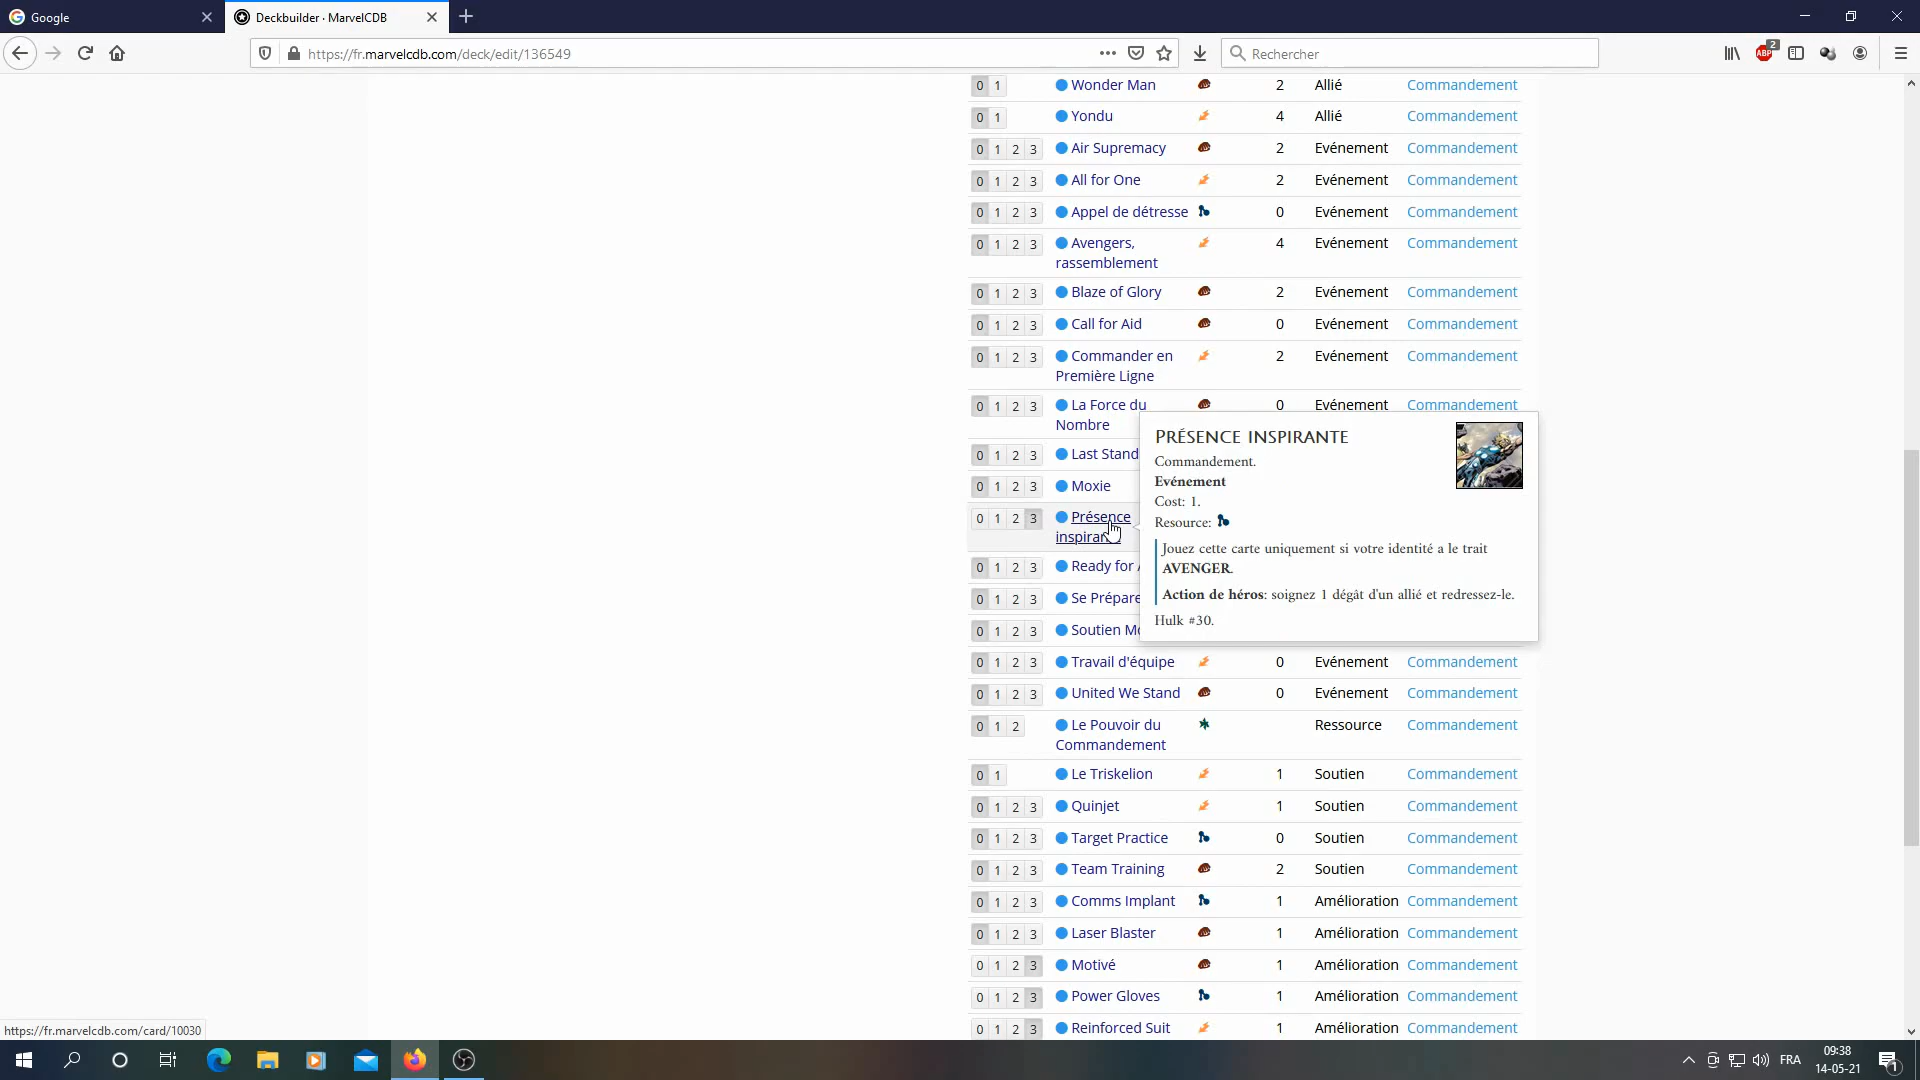 Google
Deckbuilder · MarvelCDB
https://fr.marvelcdb.com/deck/edit/136549
Rechercher
ABP 2
0 1 Wonder Man 2 Allié Commandement
0 1 Yondu 4 Allié Commandement
0 1 2 3 Air Supremacy 2 Evénement Commandement
0 1 2 3 All for One 2 Evénement Commandement
0 1 2 3 Appel de détresse 0 Evénement Commandement
0 1 2 3 Avengers, 4 Evénement Commandement
rassemblement
0 1 2 3 Blaze of Glory 2 Evénement Commandement
0 1 2 3 Call for Aid 0 Evénement Commandement
0 1 2 3 Commander en 2 Evénement Commandement
Première Ligne
0 1 2 3 La Force du 0 Evénement Commandement
Nombre
0 1 2 3 Last Stand
0 1 2 3 Moxie
0 1 2 3 Présence
inspiran
0 1 2 3 Ready for
0 1 2 3 Se Prépare
0 1 2 3 Soutien Mo
PRÉSENCE INSPIRANTE
Commandement.
Evénement
Cost: 1.
Resource:
Jouez cette carte uniquement si votre identité a le trait
AVENGER.
Action de héros: soignez 1 dégât d'un allié et redressez-le.
Hulk #30.
0 1 2 3 Travail d'équipe 0 Evénement Commandement
0 1 2 3 United We Stand 0 Evénement Commandement
0 1 2 Le Pouvoir du Ressource Commandement
Commandement
0 1 Le Triskelion 1 Soutien Commandement
0 1 2 3 Quinjet 1 Soutien Commandement
0 1 2 3 Target Practice 0 Soutien Commandement
0 1 2 3 Team Training 2 Soutien Commandement
0 1 2 3 Comms Implant 1 Amélioration Commandement
0 1 2 3 Laser Blaster 1 Amélioration Commandement
0 1 2 3 Motivé 1 Amélioration Commandement
0 1 2 3 Power Gloves 1 Amélioration Commandement
0 1 2 3 Reinforced Suit 1 Amélioration Commandement
https://fr.marvelcdb.com/card/10030
FRA
09:38
14-05-21
1